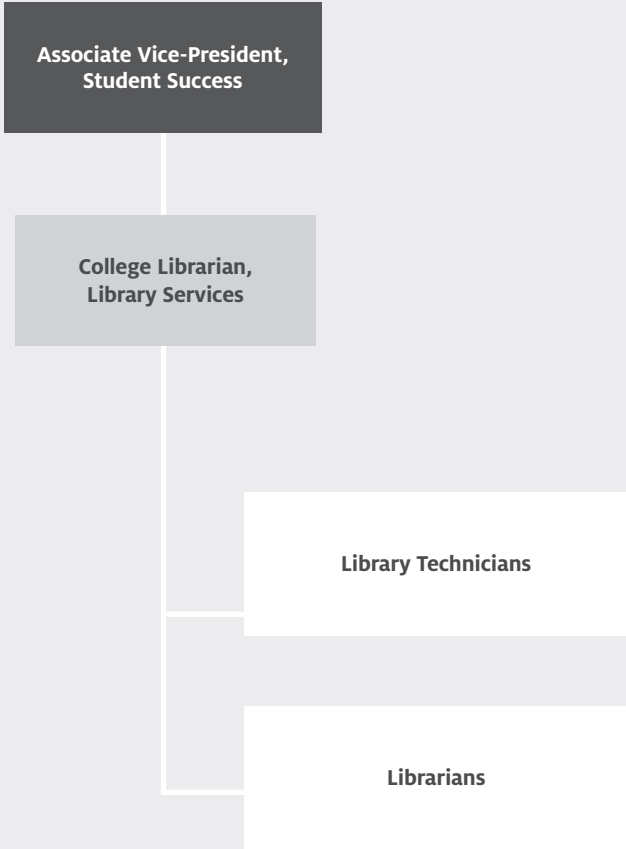 Associate Vice-President,
Student Success
College Librarian,
Library Services
Library Technicians
Librarians